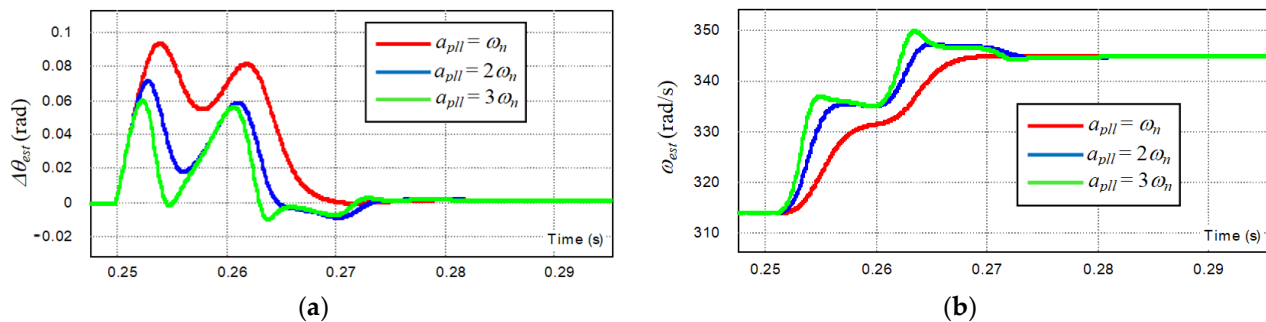 Δθest (rad)
0.1
0.08
0.06
0.04
0.02
0
-0.02
apll = ωn
apll = 2ωn
apll = 3ωn
Time (s)
0.25 0.26 0.27 0.28 0.29
(a)
ωest (rad/s)
350
340
330
320
310
apll = ωn
apll = 2ωn
apll = 3ωn
Time (s)
0.25 0.26 0.27 0.28 0.29
(b)